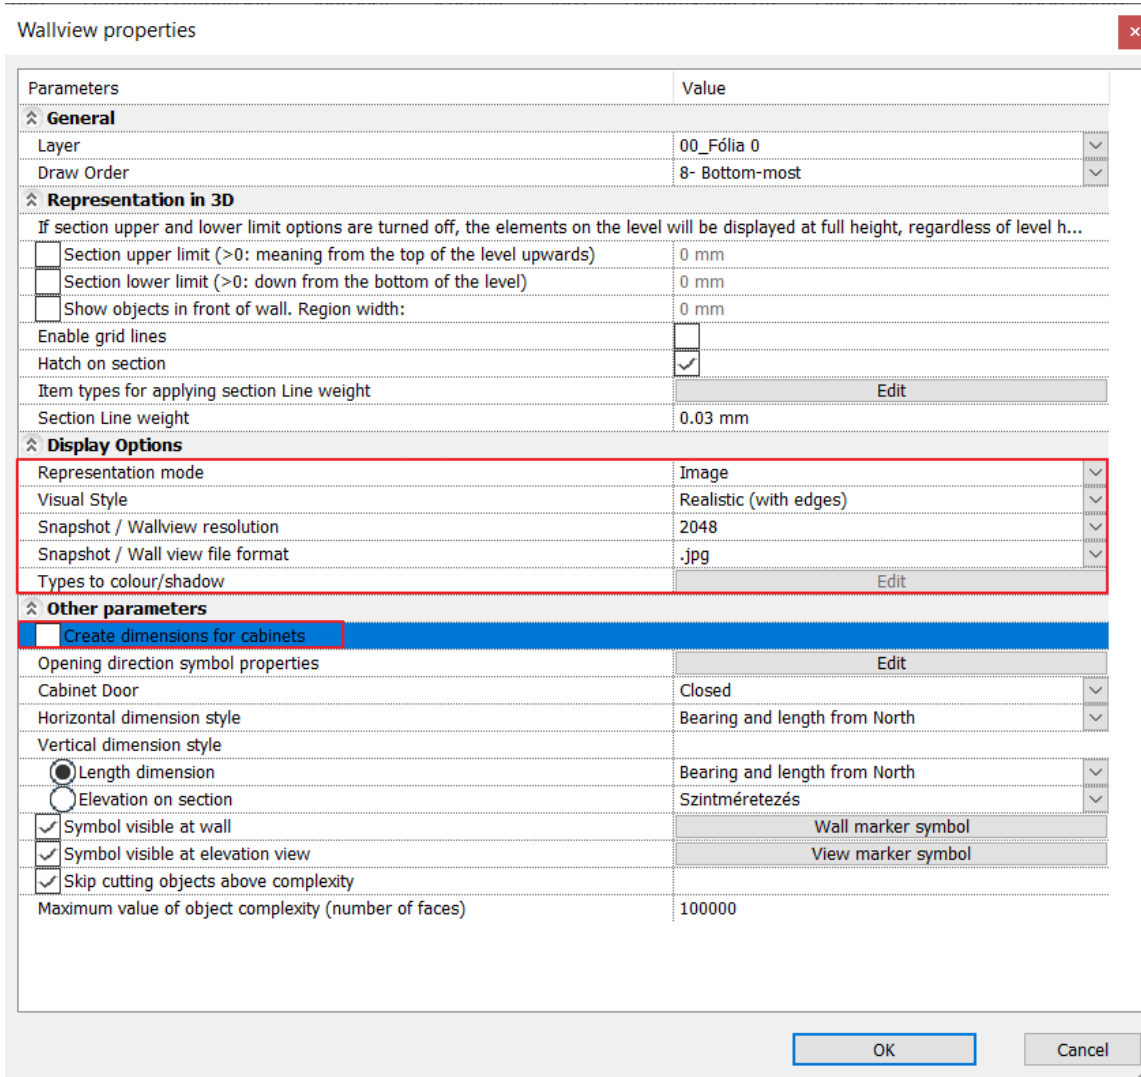 Wallview properties
Parameters Value
General
Layer 00_Fólia 0
Draw Order 8- Bottom-most
Representation in 3D
If section upper and lower limit options are turned off, the elements on the level will be displayed at full height, regardless of level h...
Section upper limit (>0: meaning from the top of the level upwards) 0 mm
Section lower limit (>0: down from the bottom of the level) 0 mm
Show objects in front of wall. Region width: 0 mm
Enable grid lines
Hatch on section
Item types for applying section Line weight Edit
Section Line weight 0.03 mm
Display Options
Representation mode Image
Visual Style Realistic (with edges)
Snapshot / Wallview resolution 2048
Snapshot / Wall view file format .jpg
Types to colour/shadow Edit
Other parameters
Create dimensions for cabinets
Opening direction symbol properties Edit
Cabinet Door Closed
Horizontal dimension style Bearing and length from North
Vertical dimension style
Length dimension Bearing and length from North
Elevation on section Szintméretezés
Symbol visible at wall Wall marker symbol
Symbol visible at elevation view View marker symbol
Skip cutting objects above complexity
Maximum value of object complexity (number of faces) 100000
OK Cancel